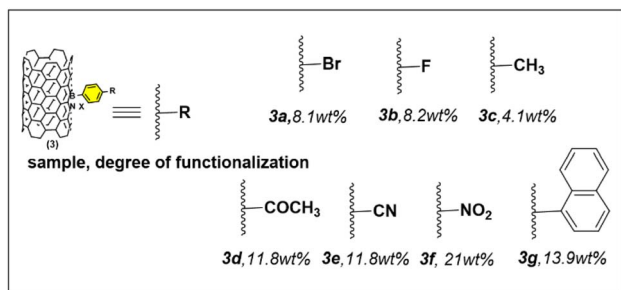 Br
F
CH3
B
R
N X
R
3a,8.1wt%
3b,8.2wt%
3c,4.1wt%
(3)
sample, degree of functionalization
COCH3
CN
NO2
3d,11.8wt%
3e,11.8wt%
3f, 21wt%
3g,13.9wt%